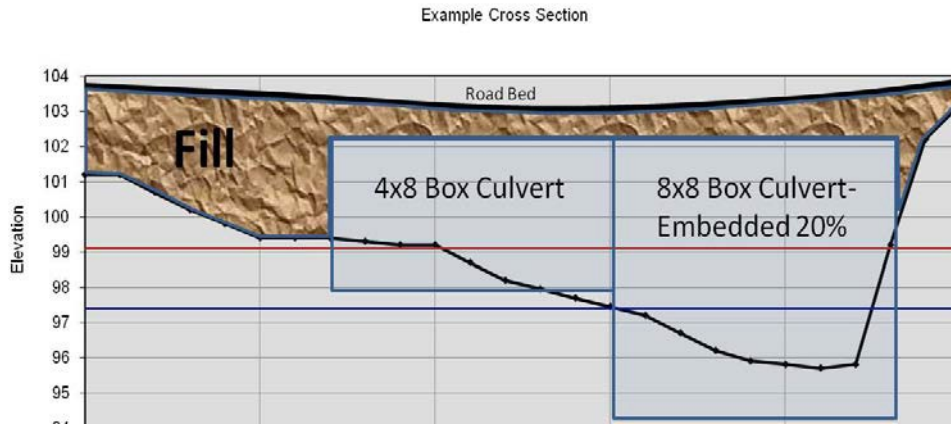 Example Cross Section
104
Road Bed
103
Fill
102
4x8 Box Culvert
8x8 Box Culvert-
Embedded 20%
101
100
99
98
97
96
95
Elevation